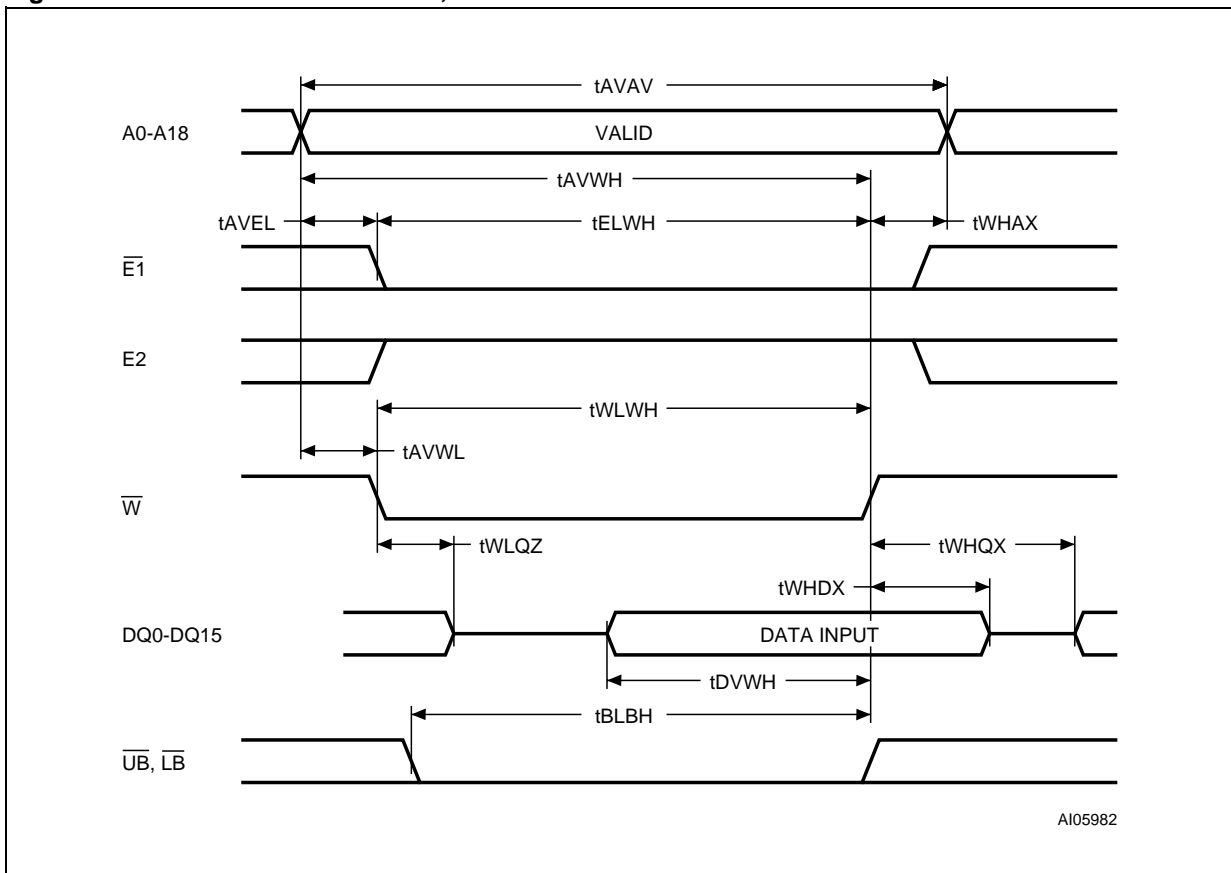 tAVAV
A0-A18
VALID
tAVWH
tAVEL
tELWH
tWHAX
E1
E2
tWLWH
tAVWL
W
tWLQZ
tWHQX
tWHDX
DQ0-DQ15
DATA INPUT
tDVWH
tBLBH
UB, LB
AI05982